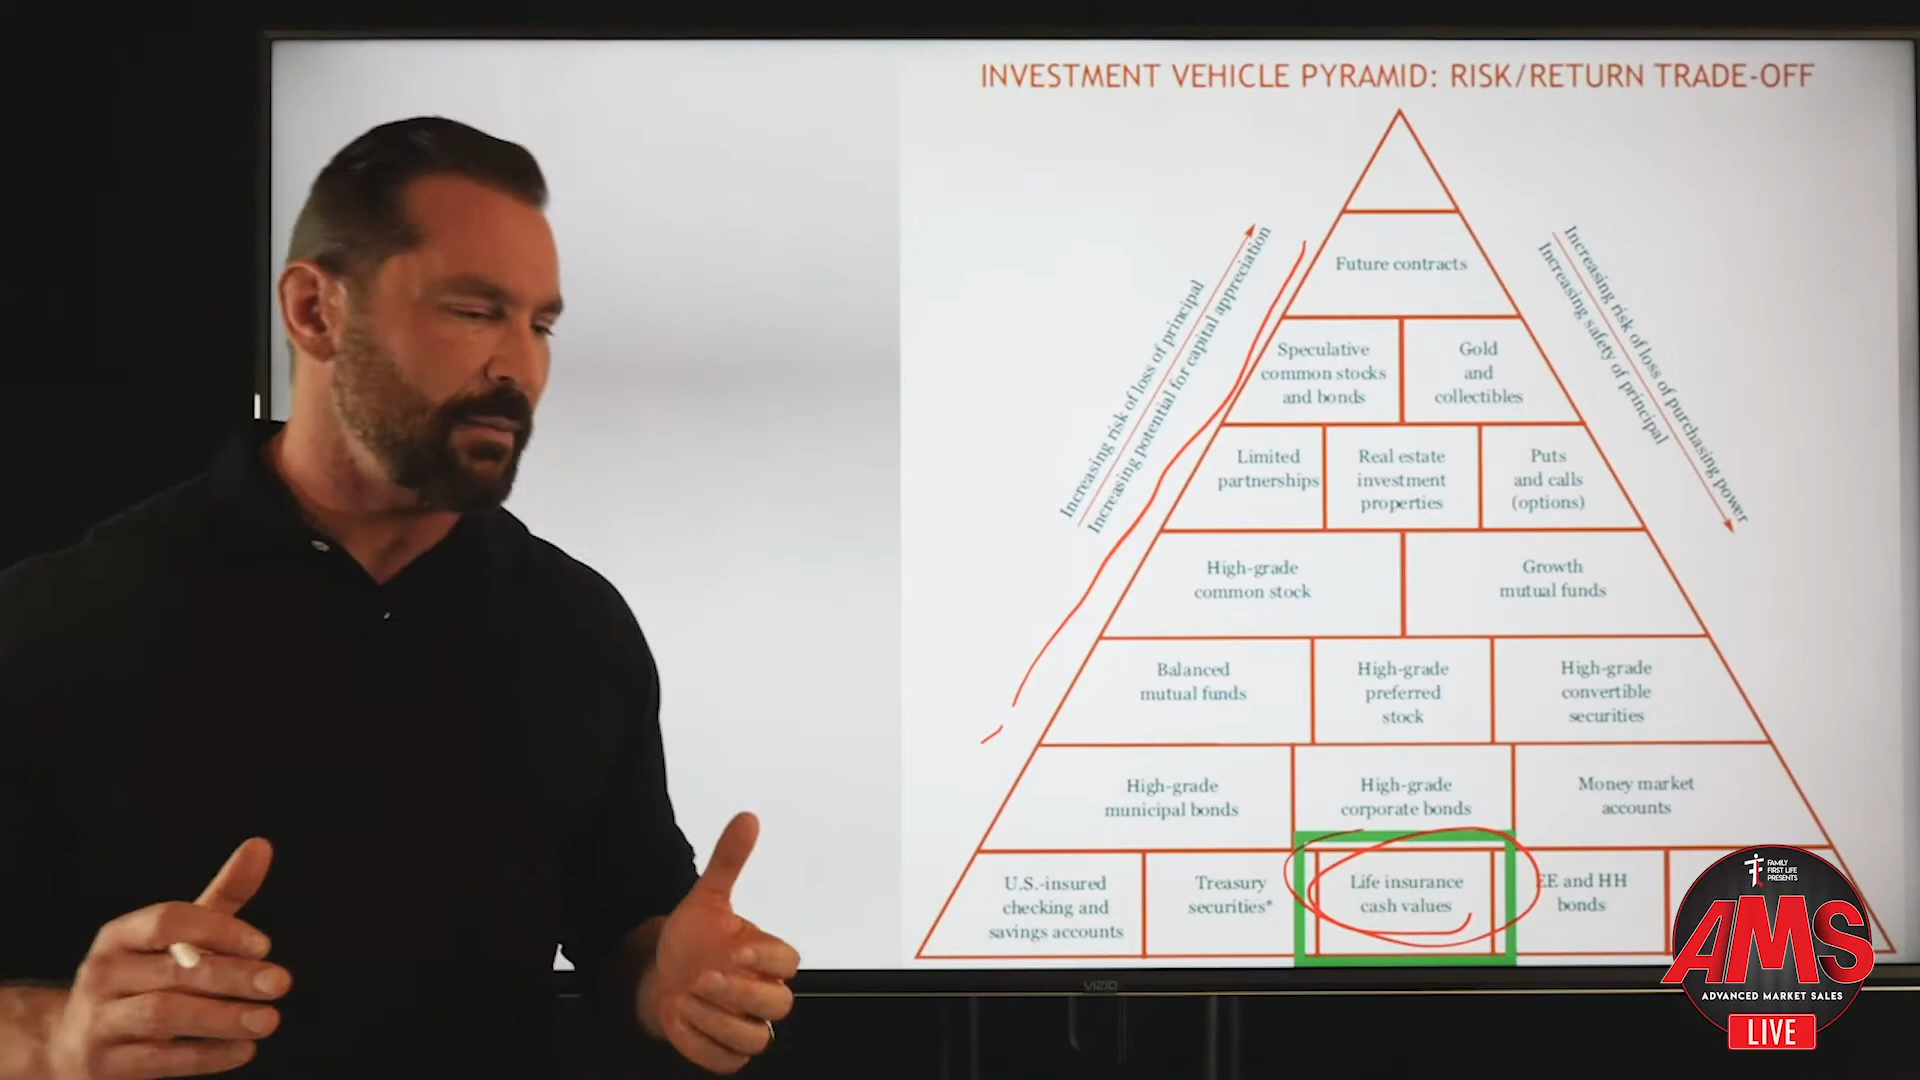 INVESTMENT VEHICLE PYRAMID: RISK/RETURN TRADE-OFF
Increasing risk of loss of principal
Increasing potential for capital appreciation
Increasing risk of loss of purchasing power
Increasing safety of principal
Future contracts
Speculative
common stocks
and bonds
Gold
and
collectibles
Limited
partnerships
Real estate
investment
properties
Puts
and calls
(options)
High-grade
common stock
Growth
mutual funds
Balanced
mutual funds
High-grade
preferred
stock
High-grade
convertible
securities
High-grade
municipal bonds
High-grade
corporate bonds
Money market
accounts
U.S.-insured
checking and
savings accounts
Treasury
securities*
Life insurance
cash values
EE and HH
bonds
VIZIO
FAMILY
FIRST LIFE
PRESENTS
AMS
ADVANCED MARKET SALES
LIVE